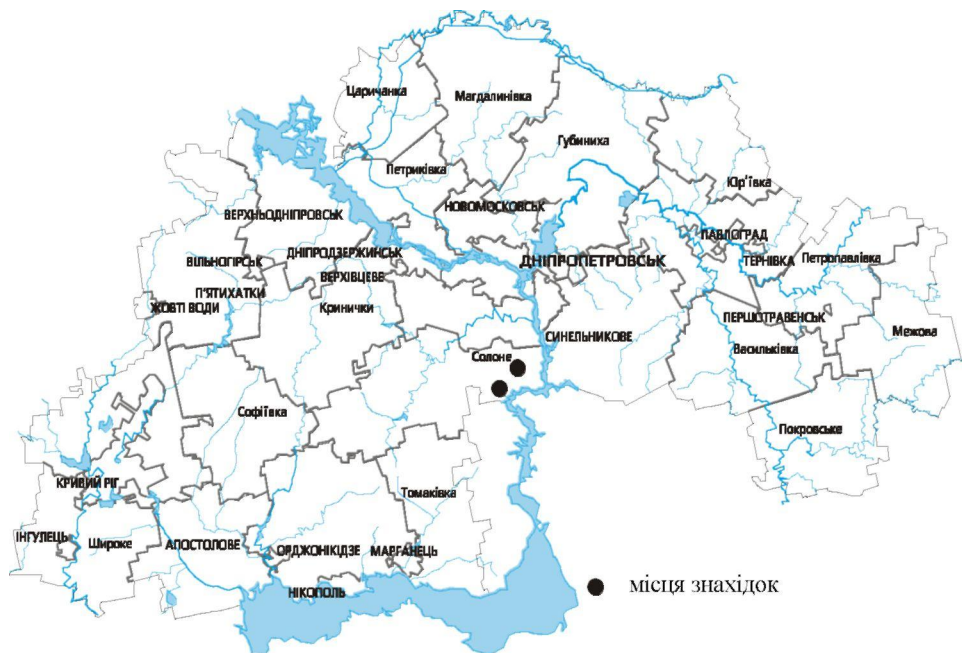 Царичанка
Магдалинівка
Губиниха
Петриківка
Юр'ївка
НОВОМОСКОВСЬК
ВЕРХНЬОДНІПРОВСЬК
ПАВЛОГРАД
ДНІПРОДЗЕРЖИНСЬК
ДНІПРОПЕТРОВСЬК
ТЕРНІВКА
Петропавлівка
ВІЛЬНОГІРСЬК
ВЕРХІВЦЕВЕ
П'ЯТИХАТКИ
ЖОВТІ ВОДИ
Кринички
ПЕРШОТРАВЕНСЬК
Межова
СИНЕЛЬНИКОВЕ
Васильківка
Солоне
Софіївка
Покровське
КРИВИЙ РІГ
Томаківка
ІНГУЛЕЦЬ
Широке
АПОСТОЛОВЕ
ОРДЖОНІКІДЗЕ
МАРГАНЕЦЬ
НІКОПОЛЬ
місця знахідок